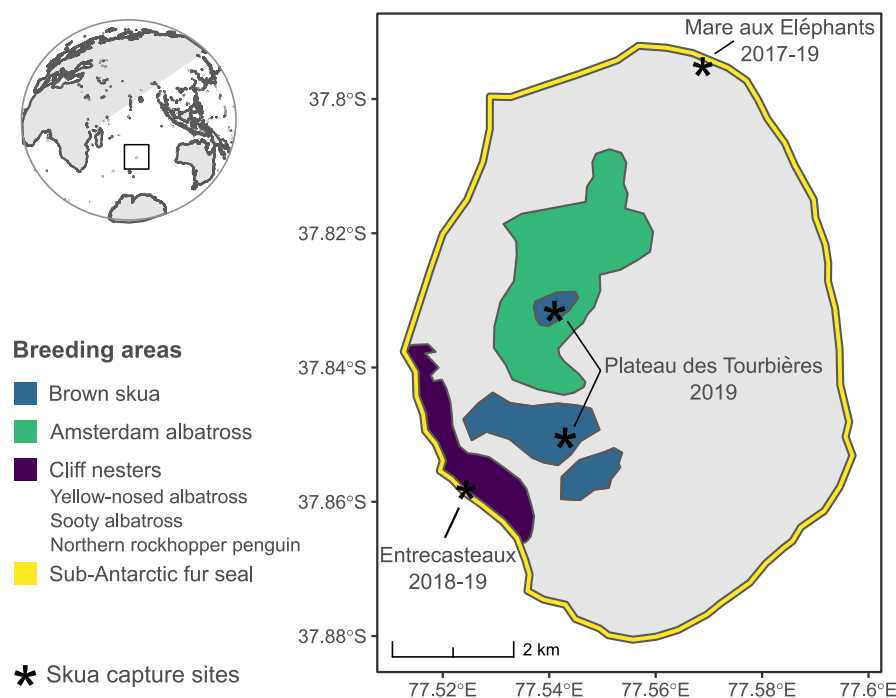 Mare aux Eléphants
2017-19
37.8°S
37.82°S
37.84°S
37.86°S
37.88°S
Plateau des Tourbières
2019
Entrecasteaux
2018-19
2 km
77.52°E
77.54°E
77.56°E
77.58°E
77.6°E
Breeding areas
Brown skua
Amsterdam albatross
Cliff nesters
Yellow-nosed albatross
Sooty albatross
Northern rockhopper penguin
Sub-Antarctic fur seal
* Skua capture sites